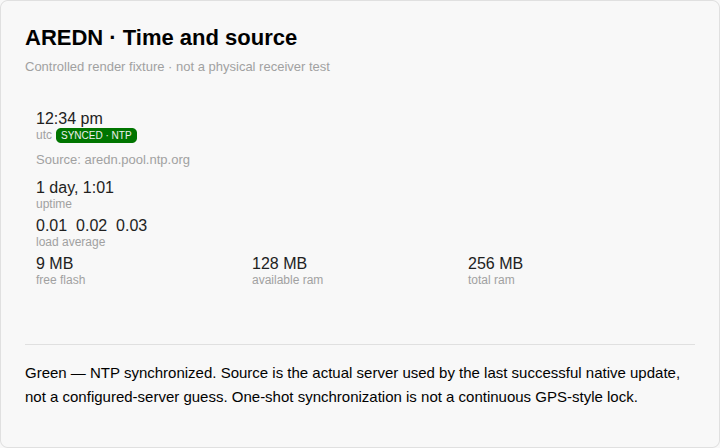 AREDN · Time and source
Controlled render fixture · not a physical receiver test
12:34 pm
utc SYNCED · NTP
Source: aredn.pool.ntp.org
1 day, 1:01
uptime
0.01 0.02 0.03
load average
9 MB 128 MB 256 MB
free flash available ram total ram
Green — NTP synchronized. Source is the actual server used by the last successful native update,
not a configured-server guess. One-shot synchronization is not a continuous GPS-style lock.